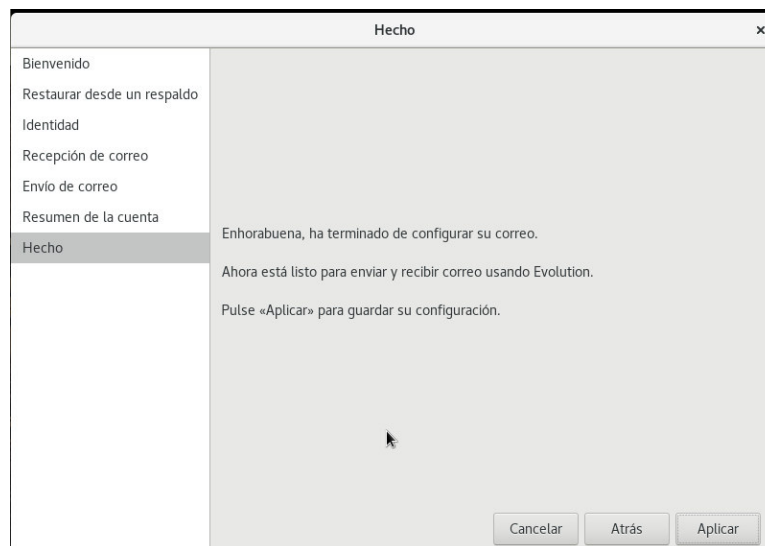 Hecho
Bienvenido
Restaurar desde un respaldo
Identidad
Recepción de correo
Envío de correo
Resumen de la cuenta
Hecho
Enhorabuena, ha terminado de configurar su correo.
Ahora está listo para enviar y recibir correo usando Evolution.
Pulse «Aplicar» para guardar su configuración.
Cancelar
Atrás
Aplicar